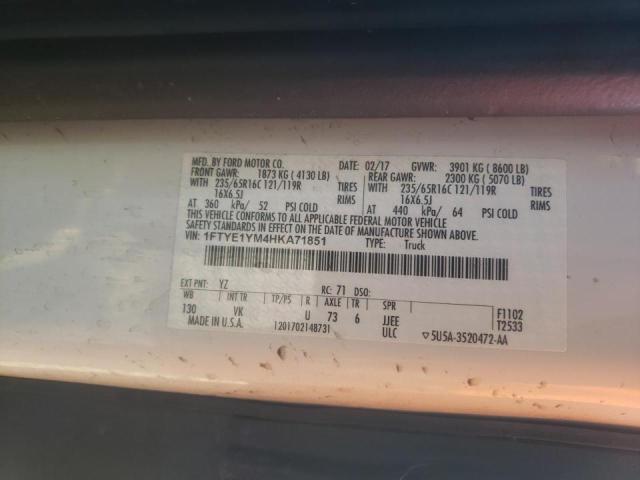 MFD. BY FORD MOTOR CO. DATE: 02/17 GVWR: 3901 KG ( 8600 LB)
FRONT GAWR: 1873 KG ( 4130 LB) REAR GAWR: 2300 KG ( 5070 LB)
235/65R16C 121/119R TIRES 235/65R16C 121/119R TIRES
16X6.5J RIMS 16X6.5J RIMS
AT 360 kPa/ 52 PSI COLD AT 440 kPa/ 64 PSI COLD
THIS VEHICLE CONFORMS TO ALL APPLICABLE FEDERAL MOTOR VEHICLE
SAFETY STANDARDS IN EFFECT ON THE DATE OF MANUFACTURE SHOWN ABOVE.
VIN: 1FTYE1YM4HKA71851 TYPE: Truck
EXT PNT: YZ RC: 71 DSO:
WB INT TR TP/PS R AXLE TR SPR F1102
130 VK U 73 6 JJEE T2533
MADE IN U.S.A. 1201702148731 ULC 5U5A-3520472-AA